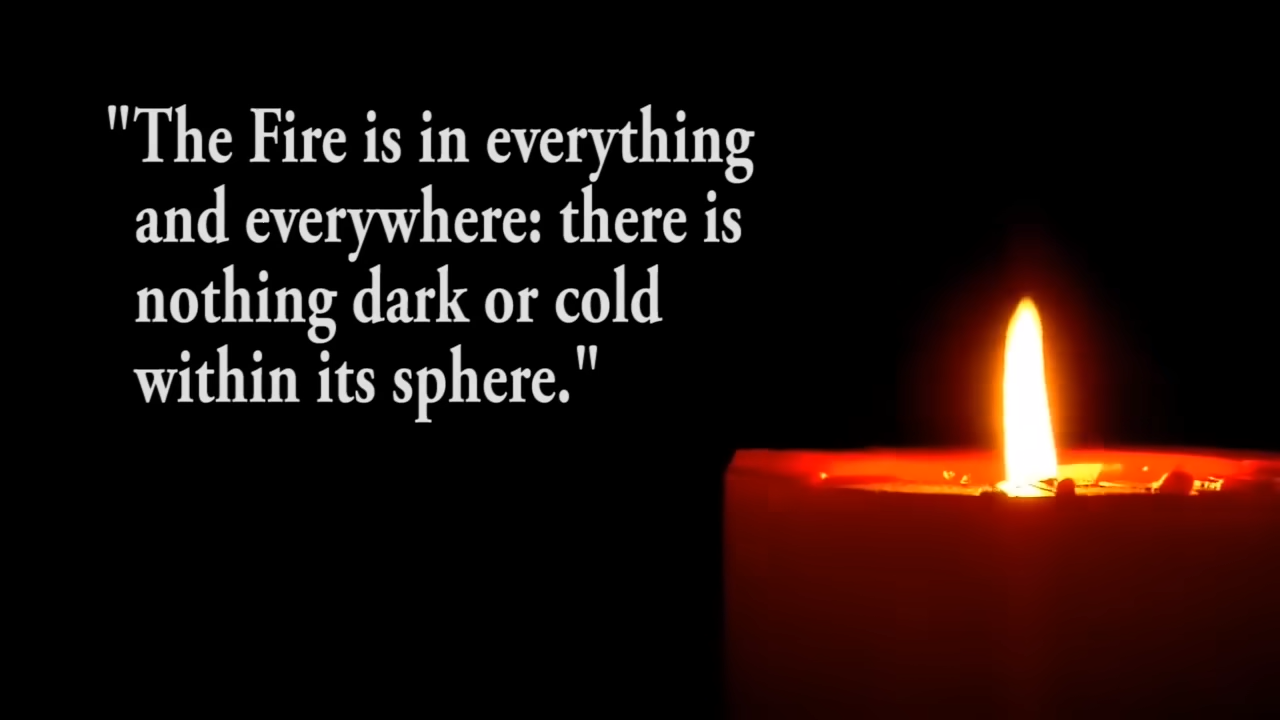 "The Fire is in everything
and everywhere: there is
nothing dark or cold
within its sphere."